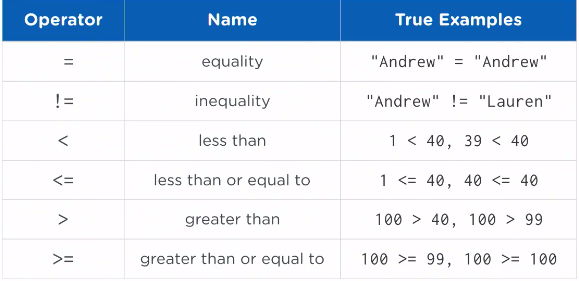 Operator Name True Examples
= equality "Andrew" = "Andrew"
!= inequality "Andrew" != "Lauren"
< less than 1 < 40, 39 < 40
<= less than or equal to 1 <= 40, 40 <= 40
> greater than 100 > 40, 100 > 99
>= greater than or equal to 100 >= 99, 100 >= 100